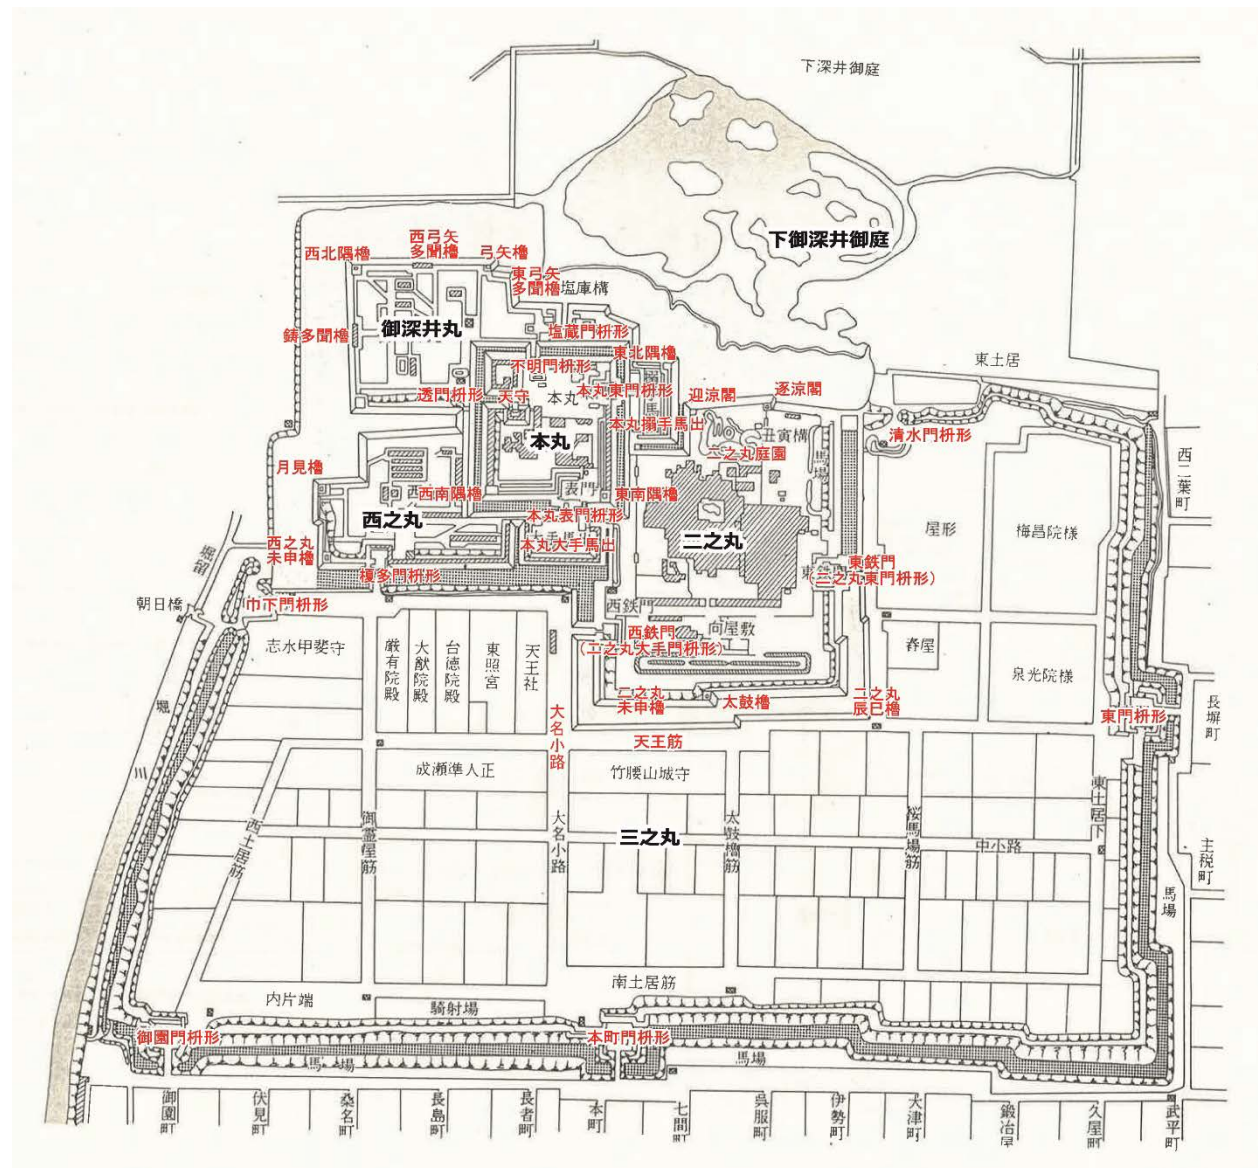 下深井御庭
下御深井御庭
西北隅櫓
西弓矢
多聞櫓
弓矢櫓
東弓矢
多聞櫓
塩庫構
御深井丸
塩蔵門枡形
鋳多聞櫓
不明門枡形
東北隅櫓
東土居
透門枡形
天守
本丸
本丸東門枡形
迎涼閣
逐涼閣
本丸搦手馬出
本丸
二之丸庭園
丑寅構
馬場
清水門枡形
西二葉町
月見櫓
西南隅櫓
表門
東南隅櫓
西之丸
本丸表門枡形
大手馬出
本丸大手馬出
二之丸
屋形
梅昌院様
西之丸
未申櫓
榎多門枡形
東鉄門
(二之丸東門枡形)
堀留
朝日橋
巾下門枡形
西鉄門
西鉄門
(二之丸大手門枡形)
向屋敷
志水甲斐守
厳有院殿
大猷院殿
台徳院殿
東照宮
天王社
舂屋
泉光院様
二之丸
未申櫓
太鼓櫓
二之丸
辰巳櫓
東門枡形
長塀町
大名小路
天王筋
堀川
成瀬隼人正
竹腰山城守
西土居筋
御霊屋筋
大名小路
三之丸
太鼓櫓筋
桜馬場筋
中小路
東土居下
主税町
馬場
南土居筋
内片端
騎射場
御園門枡形
本町門枡形
馬場
馬場
御園町
伏見町
桑名町
長島町
長者町
本町
七間町
呉服町
伊勢町
大津町
鍛冶屋
久屋町
武平町